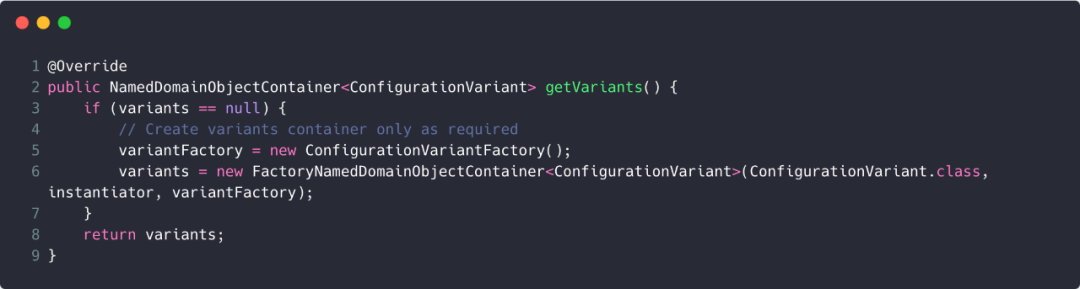 1 @Override
2 public NamedDomainObjectContainer<ConfigurationVariant> getVariants() {
3     if (variants == null) {
4         // Create variants container only as required
5         variantFactory = new ConfigurationVariantFactory();
6         variants = new FactoryNamedDomainObjectContainer<ConfigurationVariant>(ConfigurationVariant.class,
instantiator, variantFactory);
7     }
8     return variants;
9 }